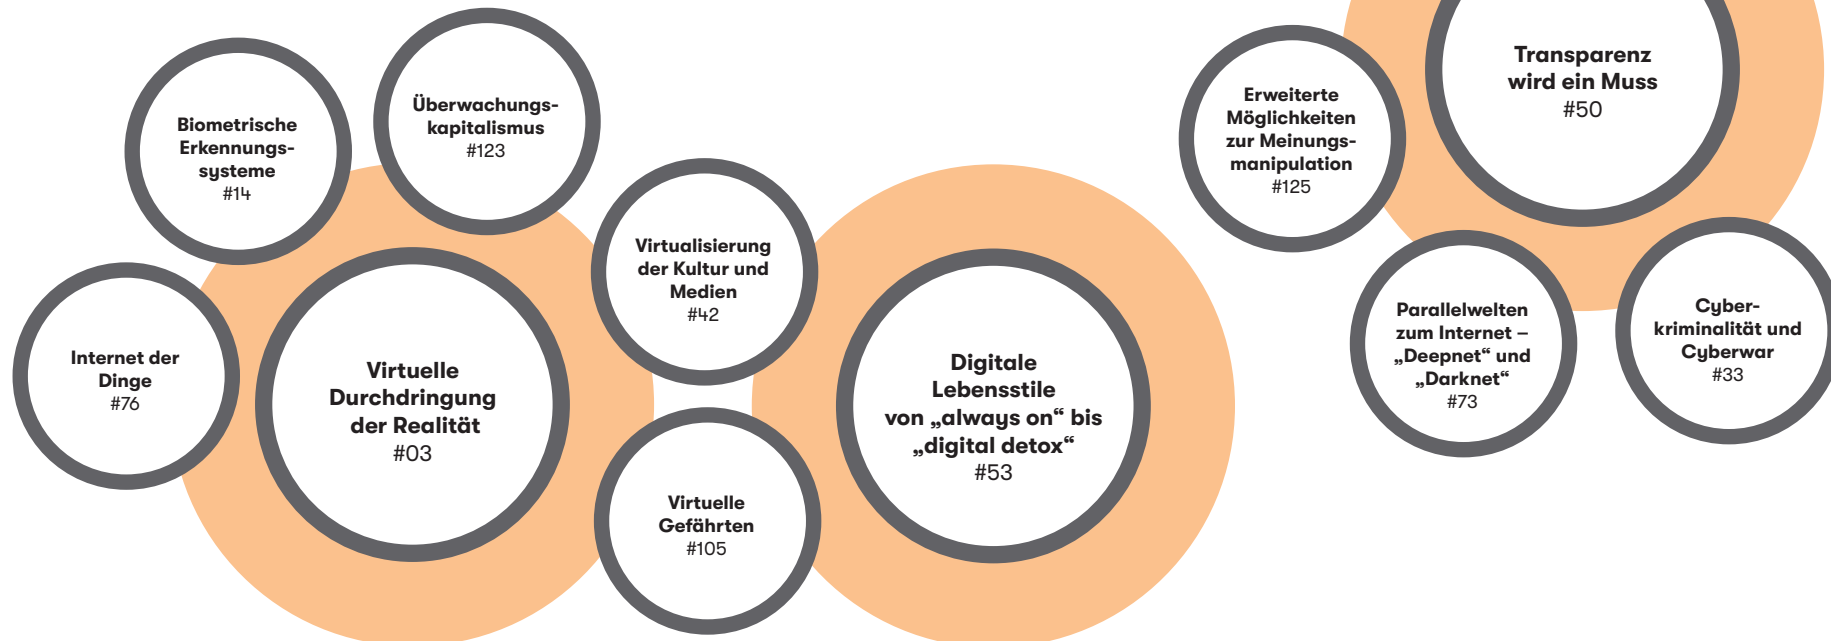 Biometrische
Erkennungs-
systeme
#14
Überwachungs-
kapitalismus
#123
Virtualisierung
der Kultur und
Medien
#42
Internet der
Dinge
#76
Virtuelle
Durchdringung
der Realität
#03
Virtuelle
Gefährten
#105
Digitale
Lebensstile
von „always on“ bis
„digital detox“
#53
Erweiterte
Möglichkeiten
zur Meinungs-
manipulation
#125
Transparenz
wird ein Muss
#50
Parallelwelten
zum Internet –
„Deepnet“ und
„Darknet“
#73
Cyber-
kriminalität und
Cyberwar
#33